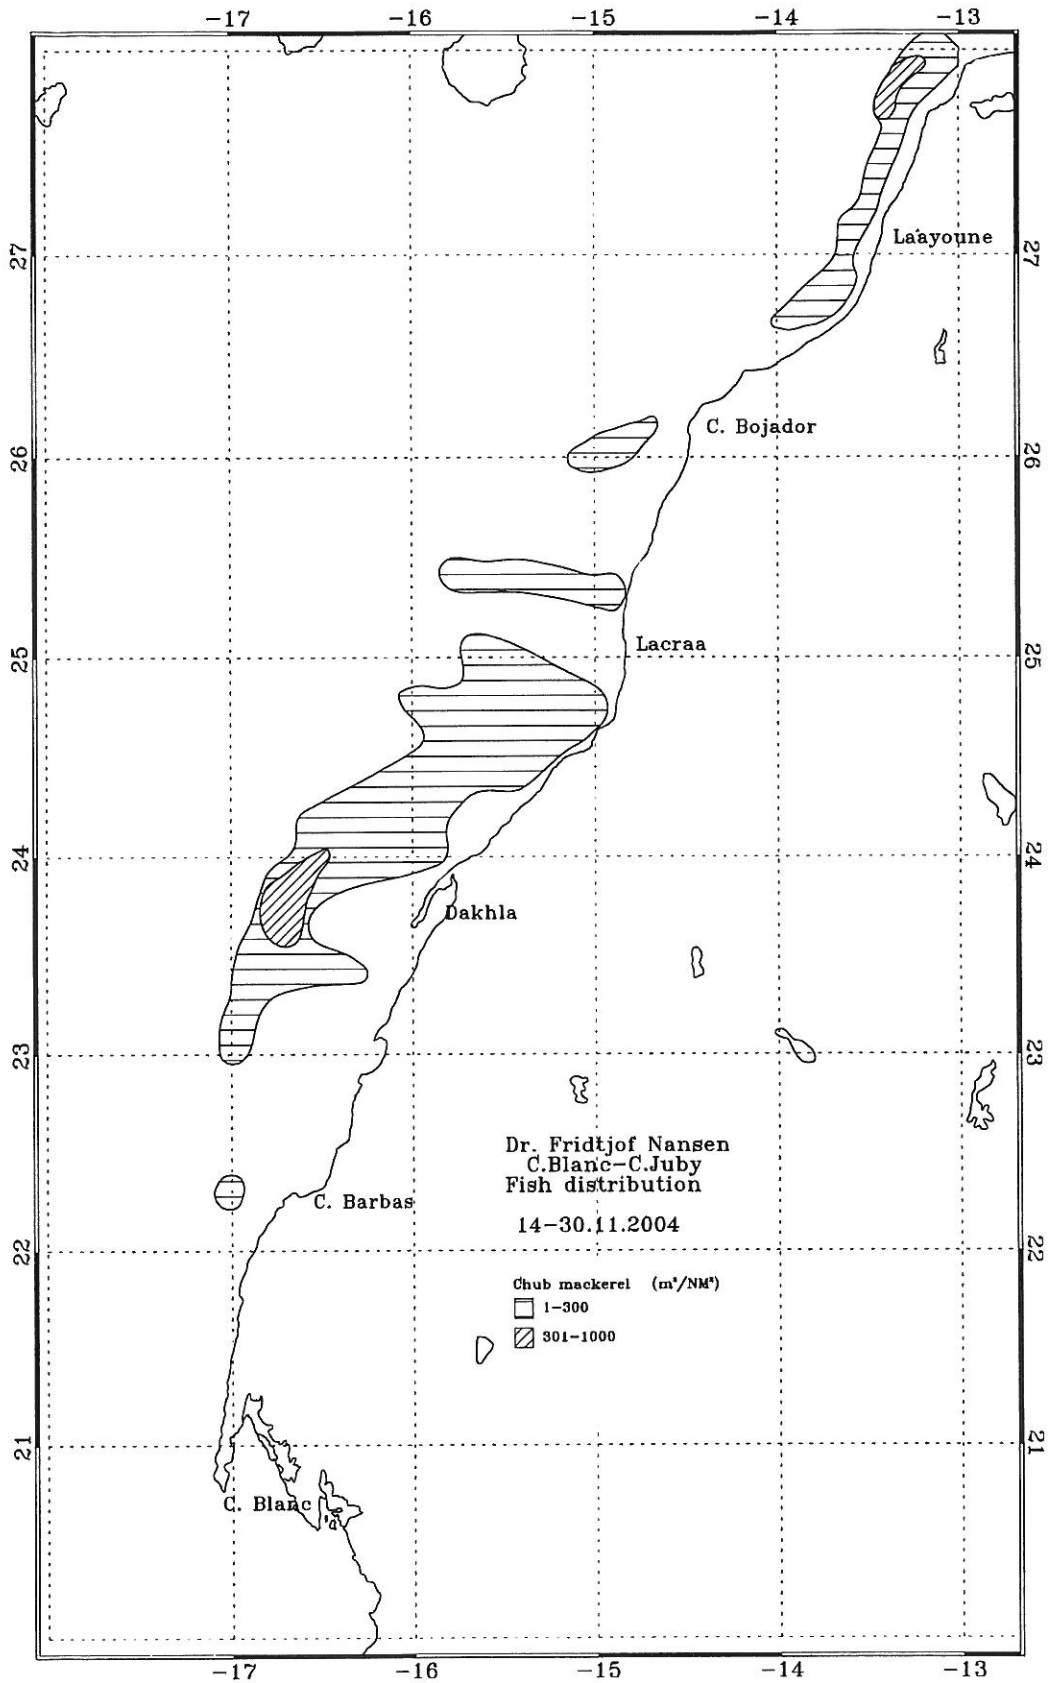 -17 -16 -15 -14 -13
La'ayoune
27 27
C. Bojador
26 26
Lacraa
25 25
24 24
Dakhla
23 23
Dr. Fridtjof Nansen
C.Blanc-C.Juby
Fish distribution
C. Barbas
14-30.11.2004
22 22
Chub mackerel (m²/NM²)
1-300
301-1000
21 21
C. Blanc
-17 -16 -15 -14 -13